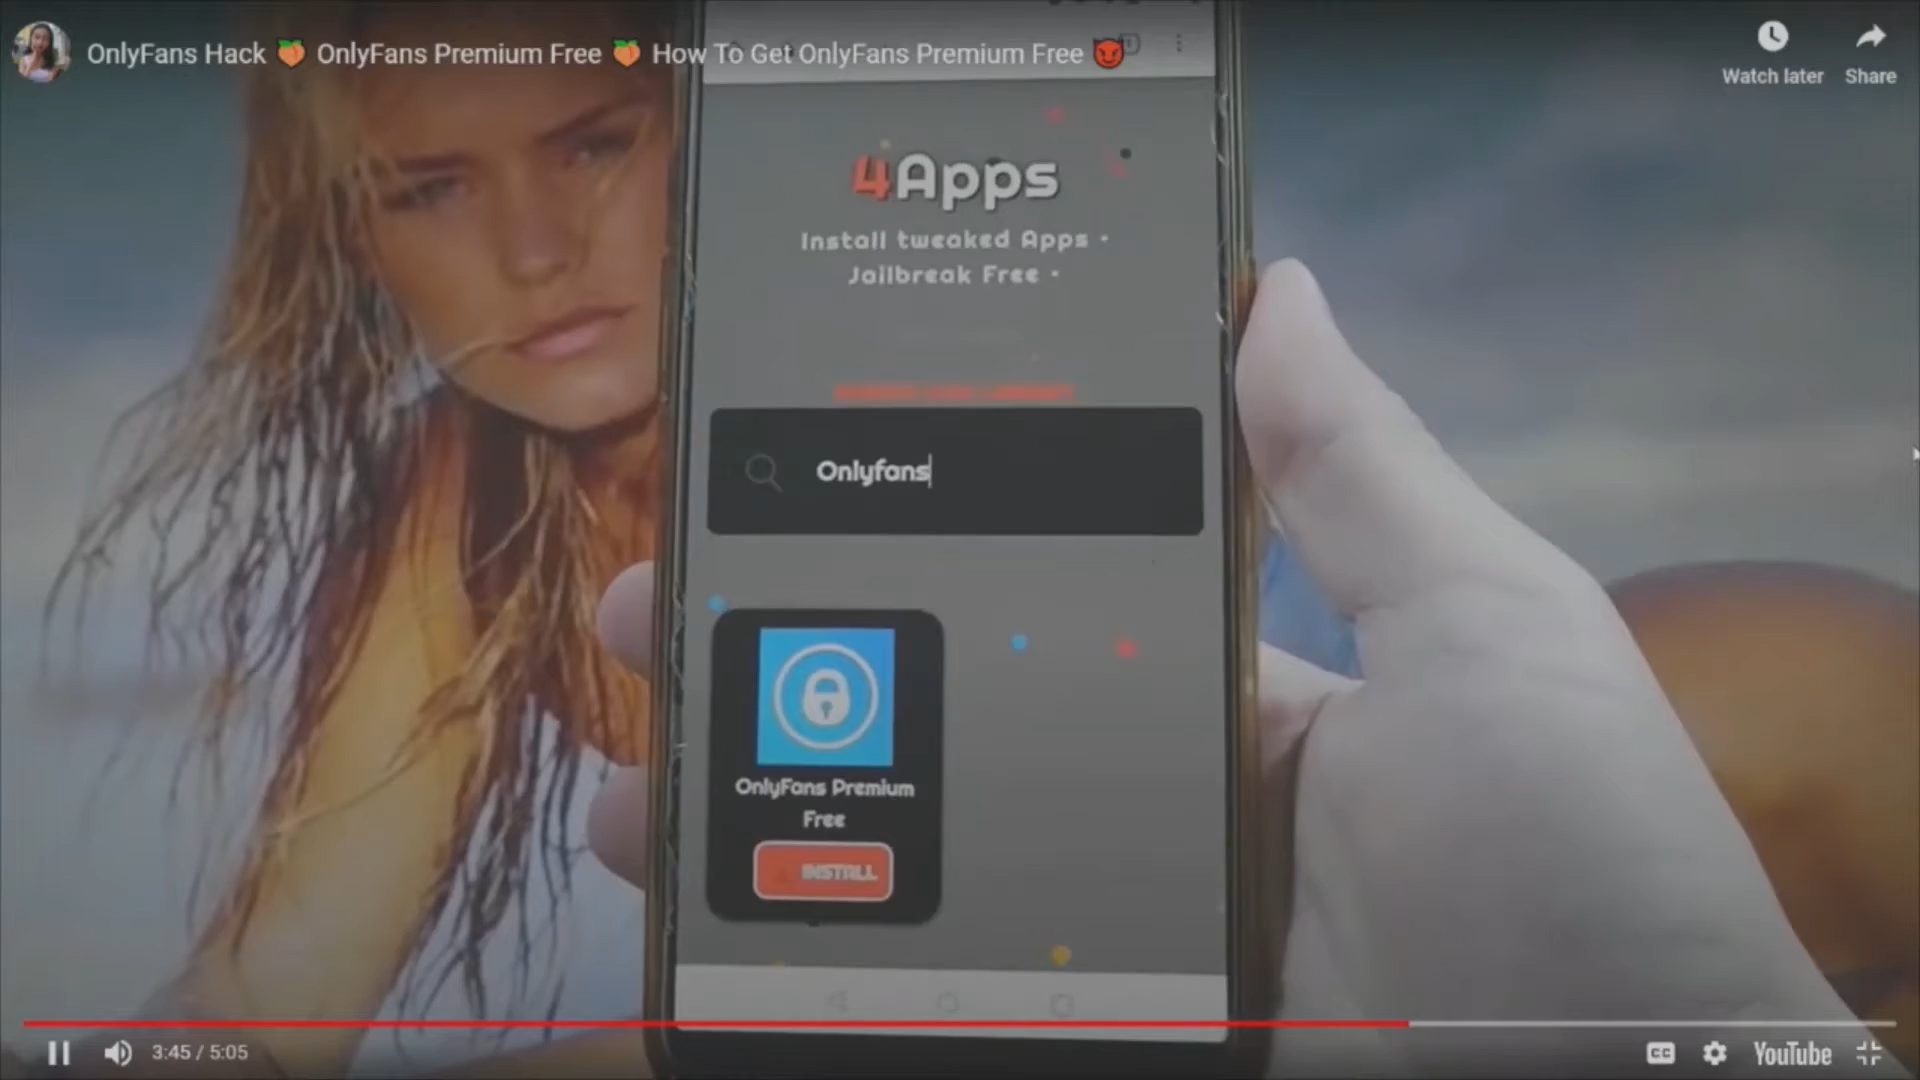 OnlyFans Hack 🍑 OnlyFans Premium Free 🍑 How To Get OnlyFans Premium Free 😈
Watch later
Share
4Apps
Install tweaked Apps •
Jailbreak Free •
Onlyfans
OnlyFans Premium
Free
INSTALL
3:45 / 5:05
CC
YouTube